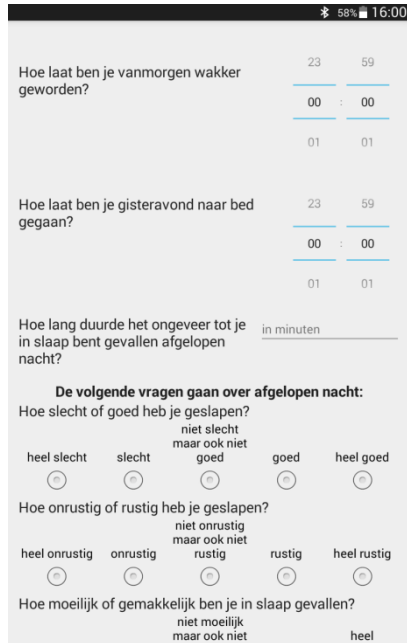 58% 16:00
23 59
Hoe laat ben je vanmorgen wakker
geworden?
00 : 00
01 01
Hoe laat ben je gisteravond naar bed
gegaan?
23 59
00 : 00
01 01
Hoe lang duurde het ongeveer tot je
in slaap bent gevallen afgelopen
nacht?
in minuten
De volgende vragen gaan over afgelopen nacht:
Hoe slecht of goed heb je geslapen?
niet slecht
maar ook niet
heel slecht slecht goed goed heel goed
Hoe onrustig of rustig heb je geslapen?
niet onrustig
maar ook niet
heel onrustig onrustig rustig rustig heel rustig
Hoe moeilijk of gemakkelijk ben je in slaap gevallen?
niet moeilijk
maar ook niet heel